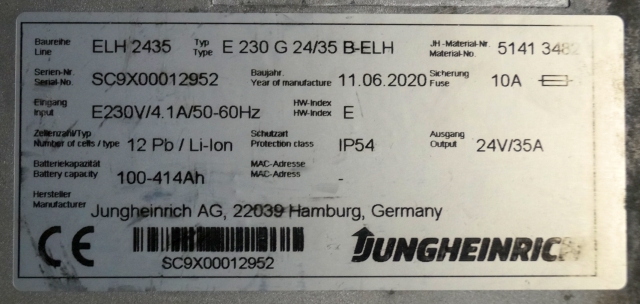 Baureihe ELH 2435 Typ E 230 G 24/35 B-ELH JH-Material-Nr. 5141 3482
Line Type Material-No.
Serien-Nr. SC9X00012952 Baujahr 11.06.2020 Sicherung 10A
Serial-No. Year of manufacture Fuse
Eingang E230V/4.1A/50-60Hz HW-Index E
Input HW-Index
Zellenzahl/Typ 12 Pb / Li-Ion Schutzart IP54 Ausgang 24V/35A
Number of cells / type Protection class Output
Batteriekapazität 100-414Ah MAC-Adresse -
Battery capacity MAC-Address
Hersteller
Manufacturer Jungheinrich AG, 22039 Hamburg, Germany
CE JUNGHEINRICH
SC9X00012952